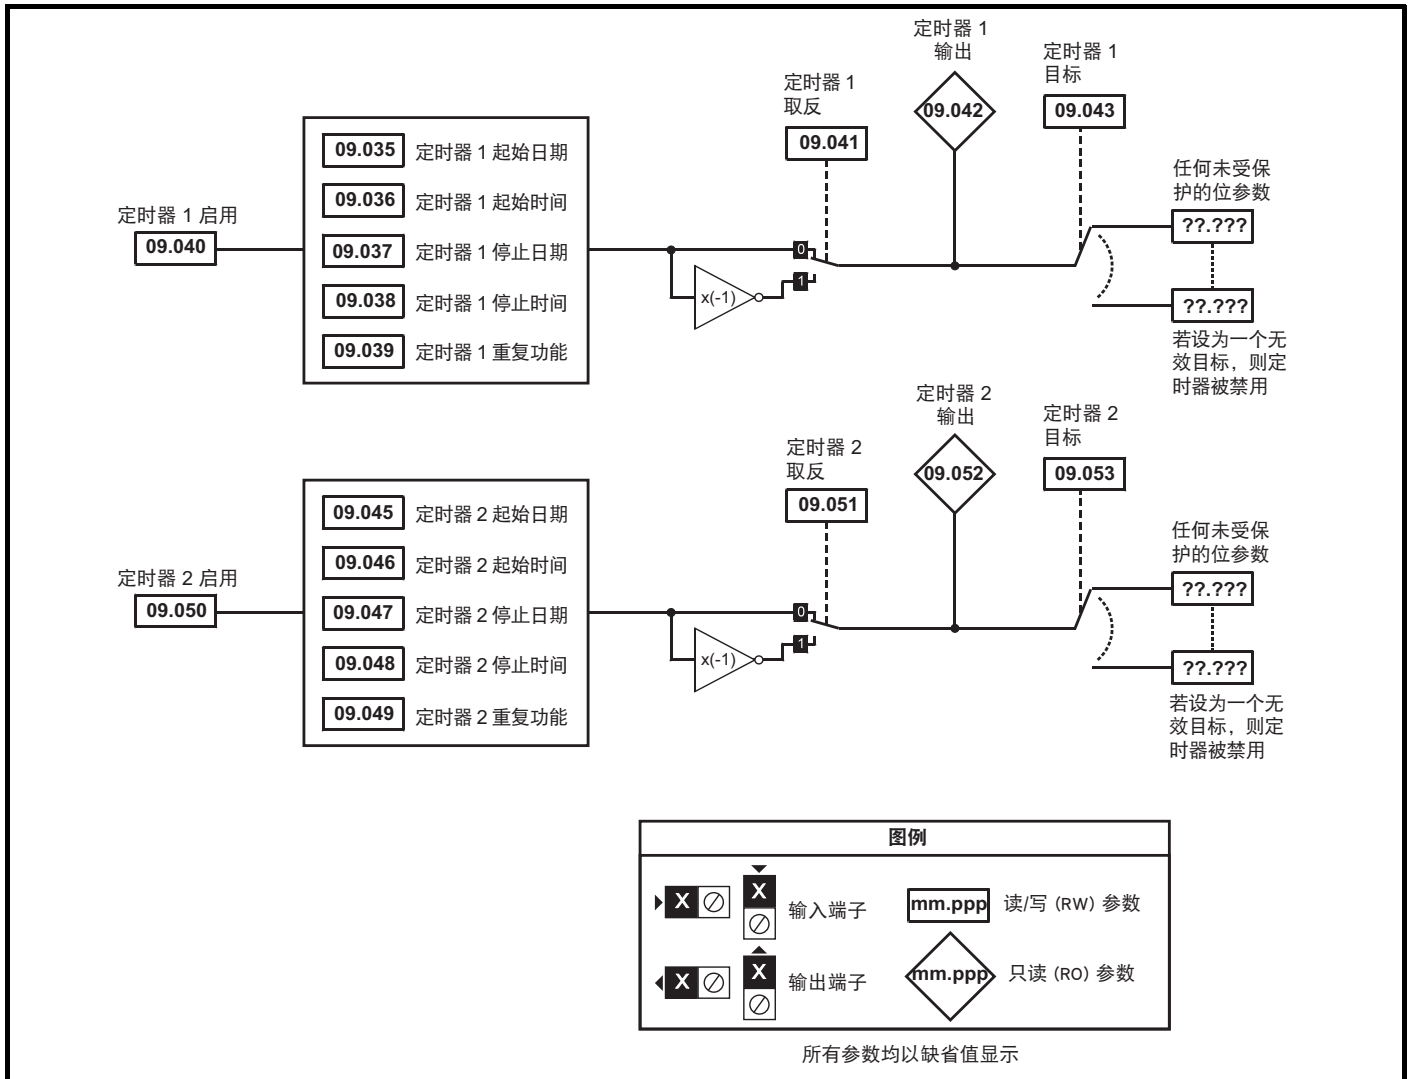 定时器 1
输出
定时器 1
目标
定时器 1
取反
09.042
09.043
09.041
09.035 定时器 1 起始日期
09.036 定时器 1 起始时间
09.037 定时器 1 停止日期
09.038 定时器 1 停止时间
09.039 定时器 1 重复功能
定时器 1 启用
09.040
0
1
x(-1)
任何未受保
护的位参数
??.???
??.???
若设为一个无
效目标，则定
时器被禁用
定时器 2
输出
定时器 2
目标
定时器 2
取反
09.052
09.053
09.051
09.045 定时器 2 起始日期
09.046 定时器 2 起始时间
09.047 定时器 2 停止日期
09.048 定时器 2 停止时间
09.049 定时器 2 重复功能
定时器 2 启用
09.050
0
1
x(-1)
任何未受保
护的位参数
??.???
??.???
若设为一个无
效目标，则定
时器被禁用
图例
X
X
输入端子
mm.ppp 读/写 (RW) 参数
X
X
输出端子
mm.ppp 只读 (RO) 参数
所有参数均以缺省值显示